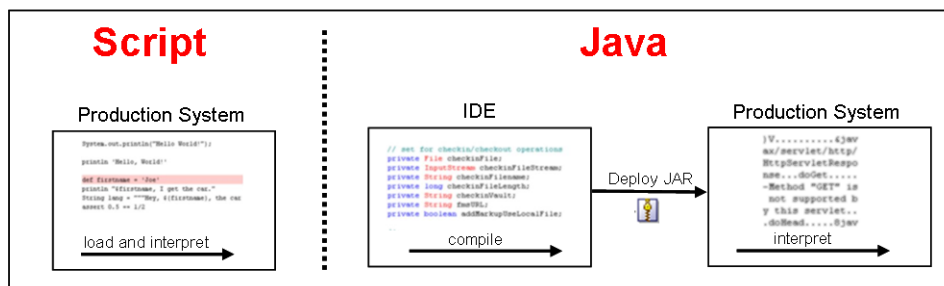 Script
Production System
System.out.println("Hello World!");
println 'Hello, World!'
def firstname = 'Joe'
println "$firstname, I get the car."
String lang = """Hey, ${firstname}, the car
assert 0.5 == 1/2
load and interpret
Java
IDE
// set for checkin/checkout operations
private File checkinFile;
private InputStream checkinFileStream;
private String checkinFilename;
private long checkinFileLength;
private String checkinVault;
private String fmsURL;
private boolean addMarkupUseLocalFile;
compile
Deploy JAR
Production System
)V.........&jav
ax/servlet/http/
HttpServletRespo
nse...doGet.....
-Method "GET" is
not supported b
y this servlet..
.doHead.....8jav
interpret